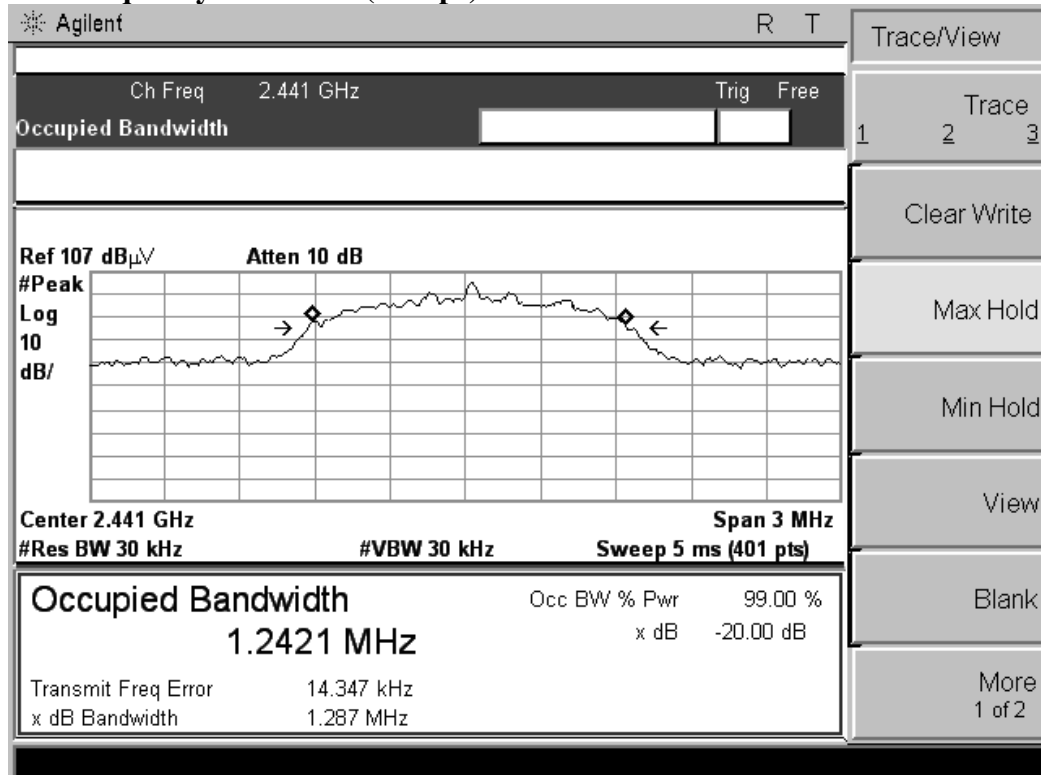 Agilent R T
Trace/View
Ch Freq 2.441 GHz Trig Free
Occupied Bandwidth
Trace
1 2 3
Clear Write
Max Hold
Min Hold
View
Blank
More
1 of 2
Ref 107 dBµV Atten 10 dB
#Peak
Log
10
dB/
Center 2.441 GHz Span 3 MHz
#Res BW 30 kHz #VBW 30 kHz Sweep 5 ms (401 pts)
Occupied Bandwidth
1.2421 MHz
Occ BW % Pwr 99.00 %
x dB -20.00 dB
Transmit Freq Error 14.347 kHz
x dB Bandwidth 1.287 MHz